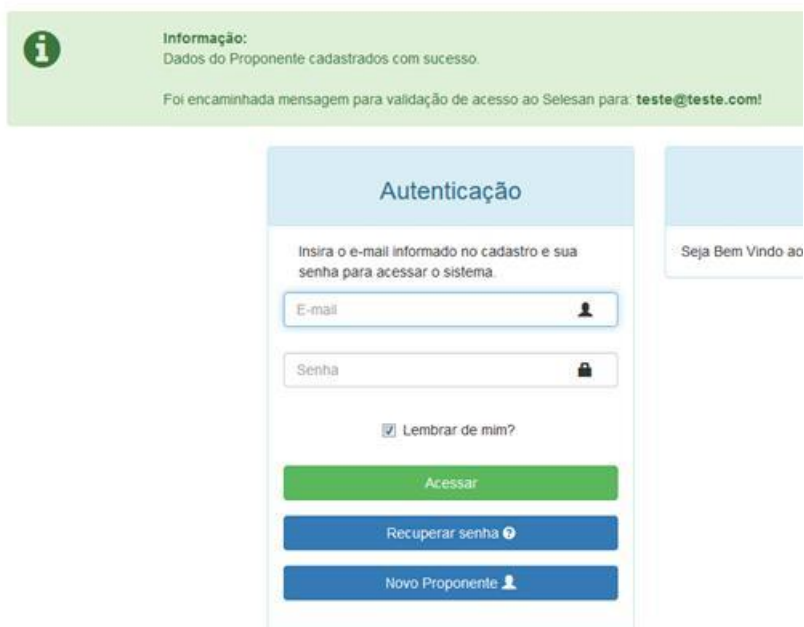 Informação:
Dados do Proponente cadastrados com sucesso.
Foi encaminhada mensagem para validação de acesso ao Selesan para: teste@teste.com!
Autenticação
Insira o e-mail informado no cadastro e sua
senha para acessar o sistema.
E-mail
Senha
Lembrar de mim?
Acessar
Recuperar senha
Novo Proponente
Seja Bem Vindo ao